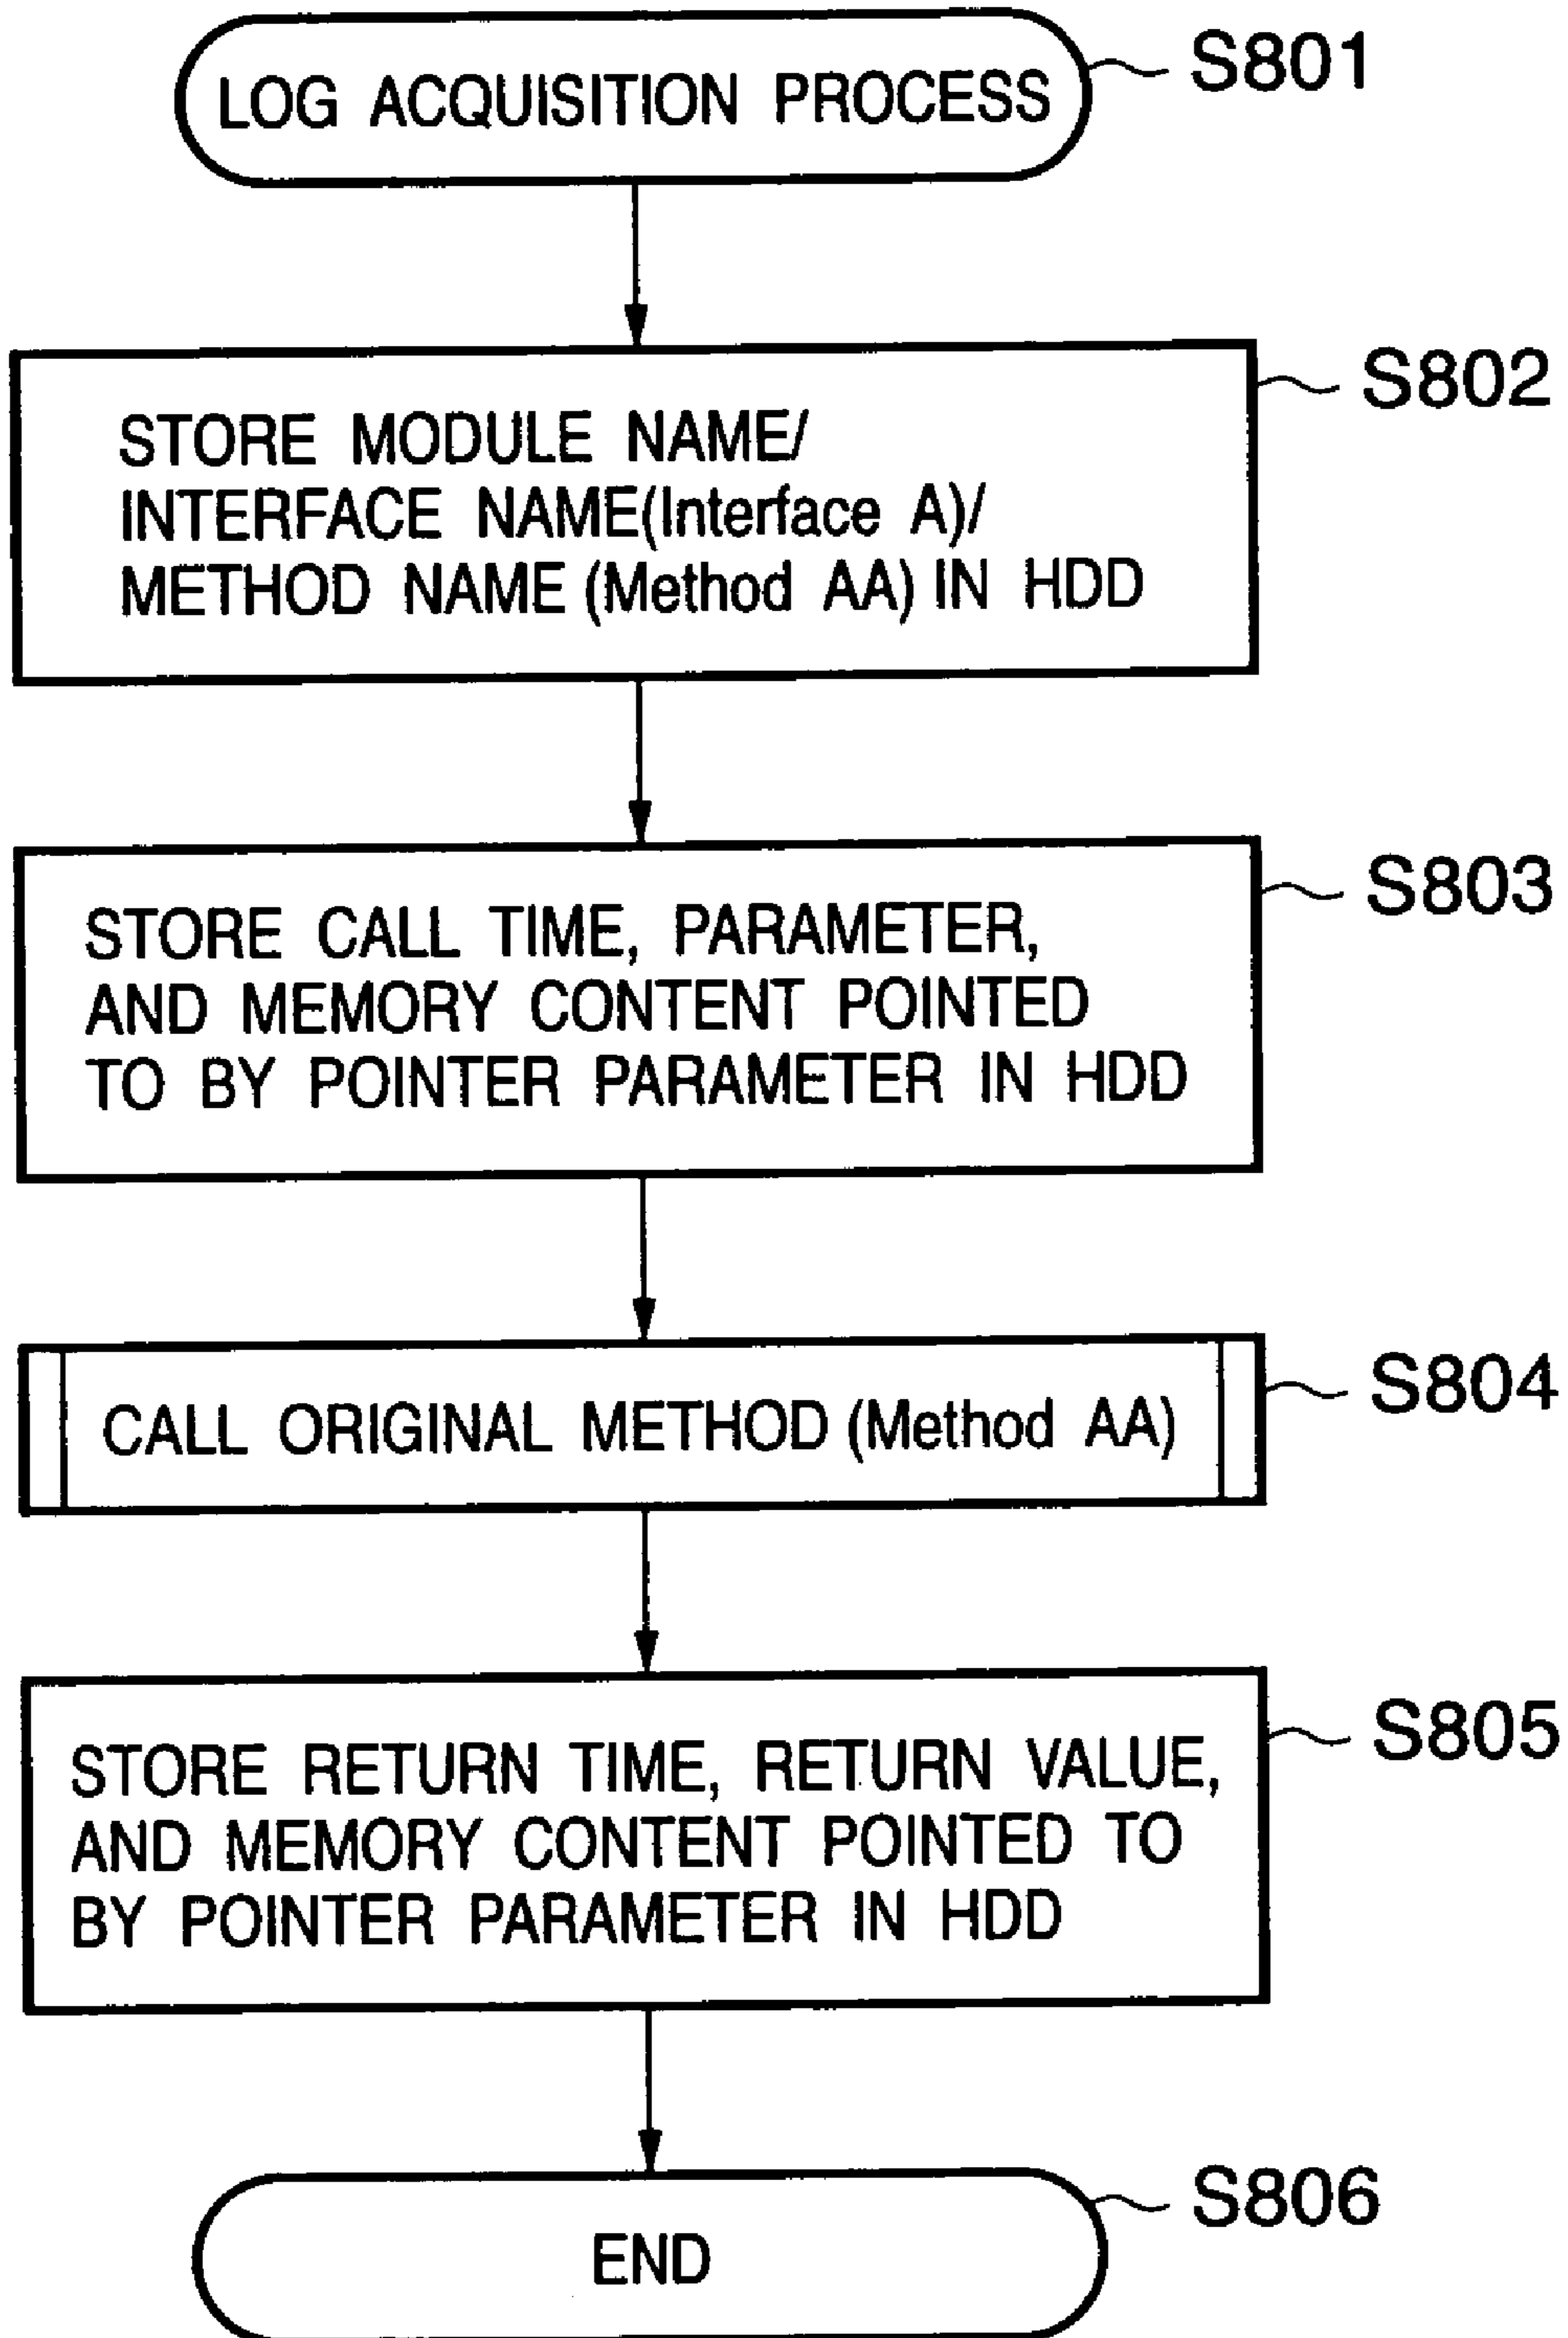 LOG ACQUISITION PROCESS
S801
S802
STORE MODULE NAME/
INTERFACE NAME(Interface A)/
METHOD NAME (Method AA) IN HDD
S803
STORE CALL TIME, PARAMETER,
AND MEMORY CONTENT POINTED
TO BY POINTER PARAMETER IN HDD
S804
CALL ORIGINAL METHOD (Method AA)
S805
STORE RETURN TIME, RETURN VALUE,
AND MEMORY CONTENT POINTED TO
BY POINTER PARAMETER IN HDD
S806
END